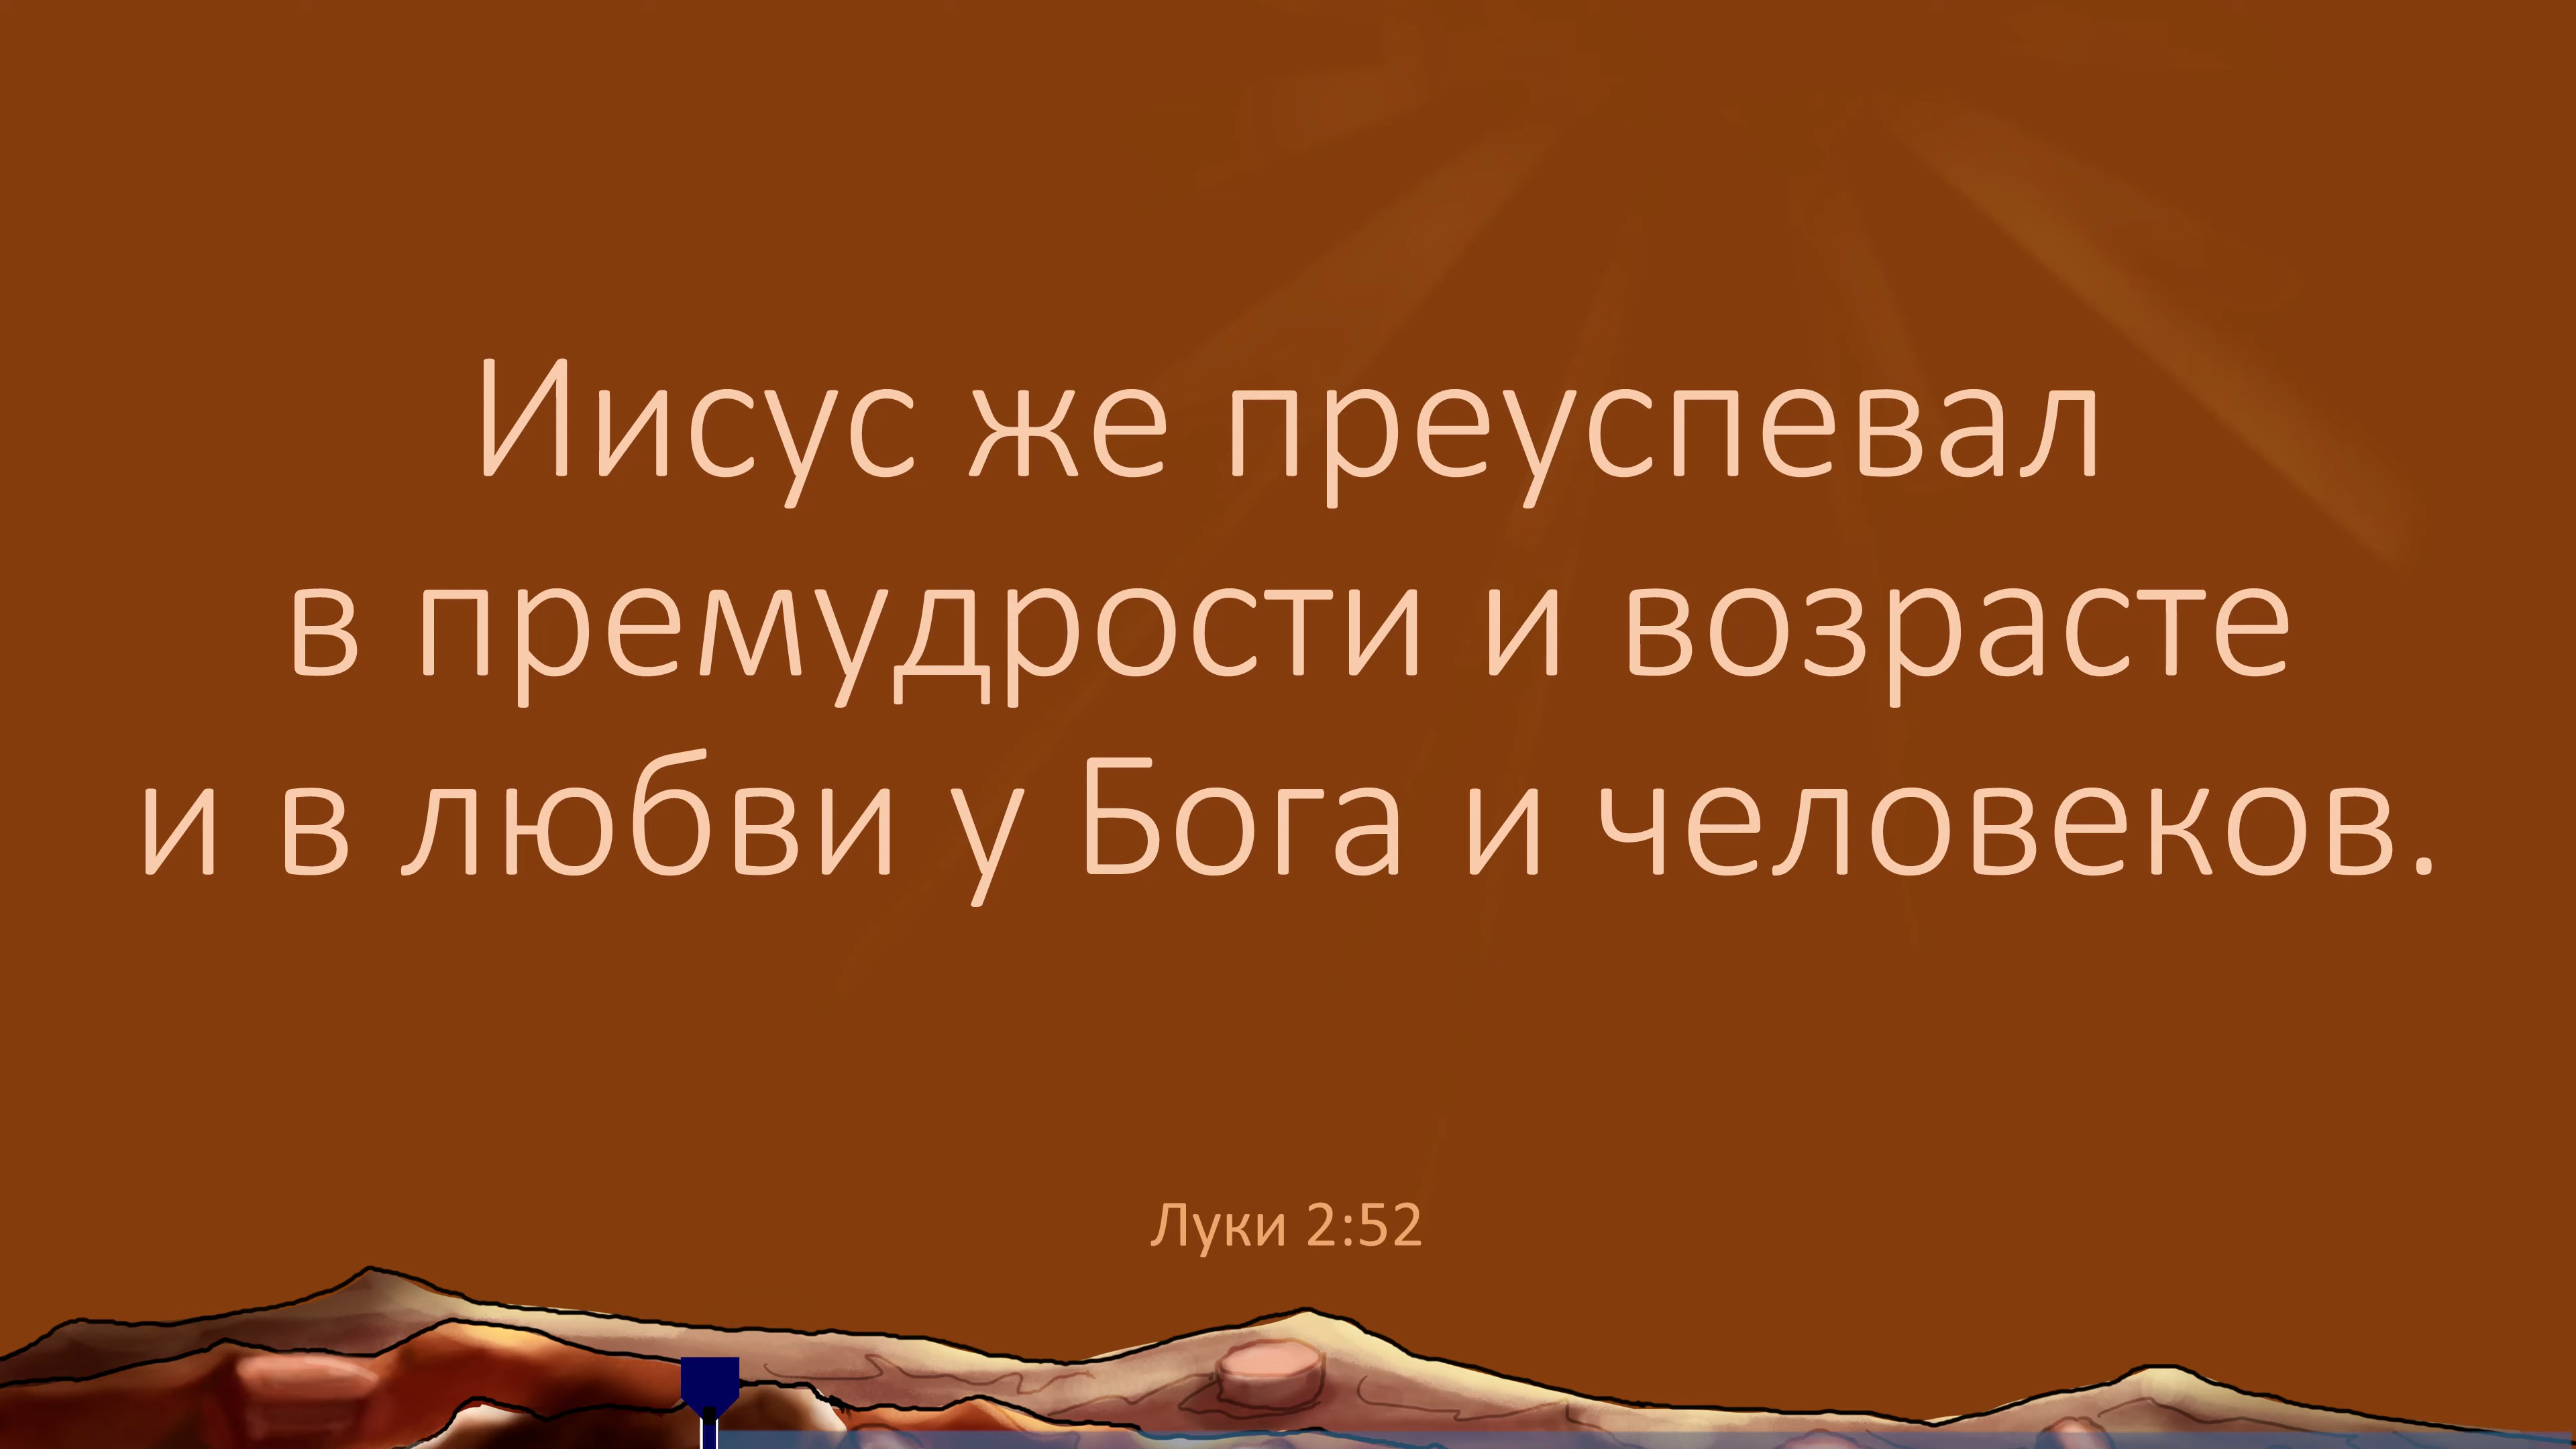 Иисус же преуспевал
в премудрости и возрасте
и в любви у Бога и человеков.
Луки 2:52